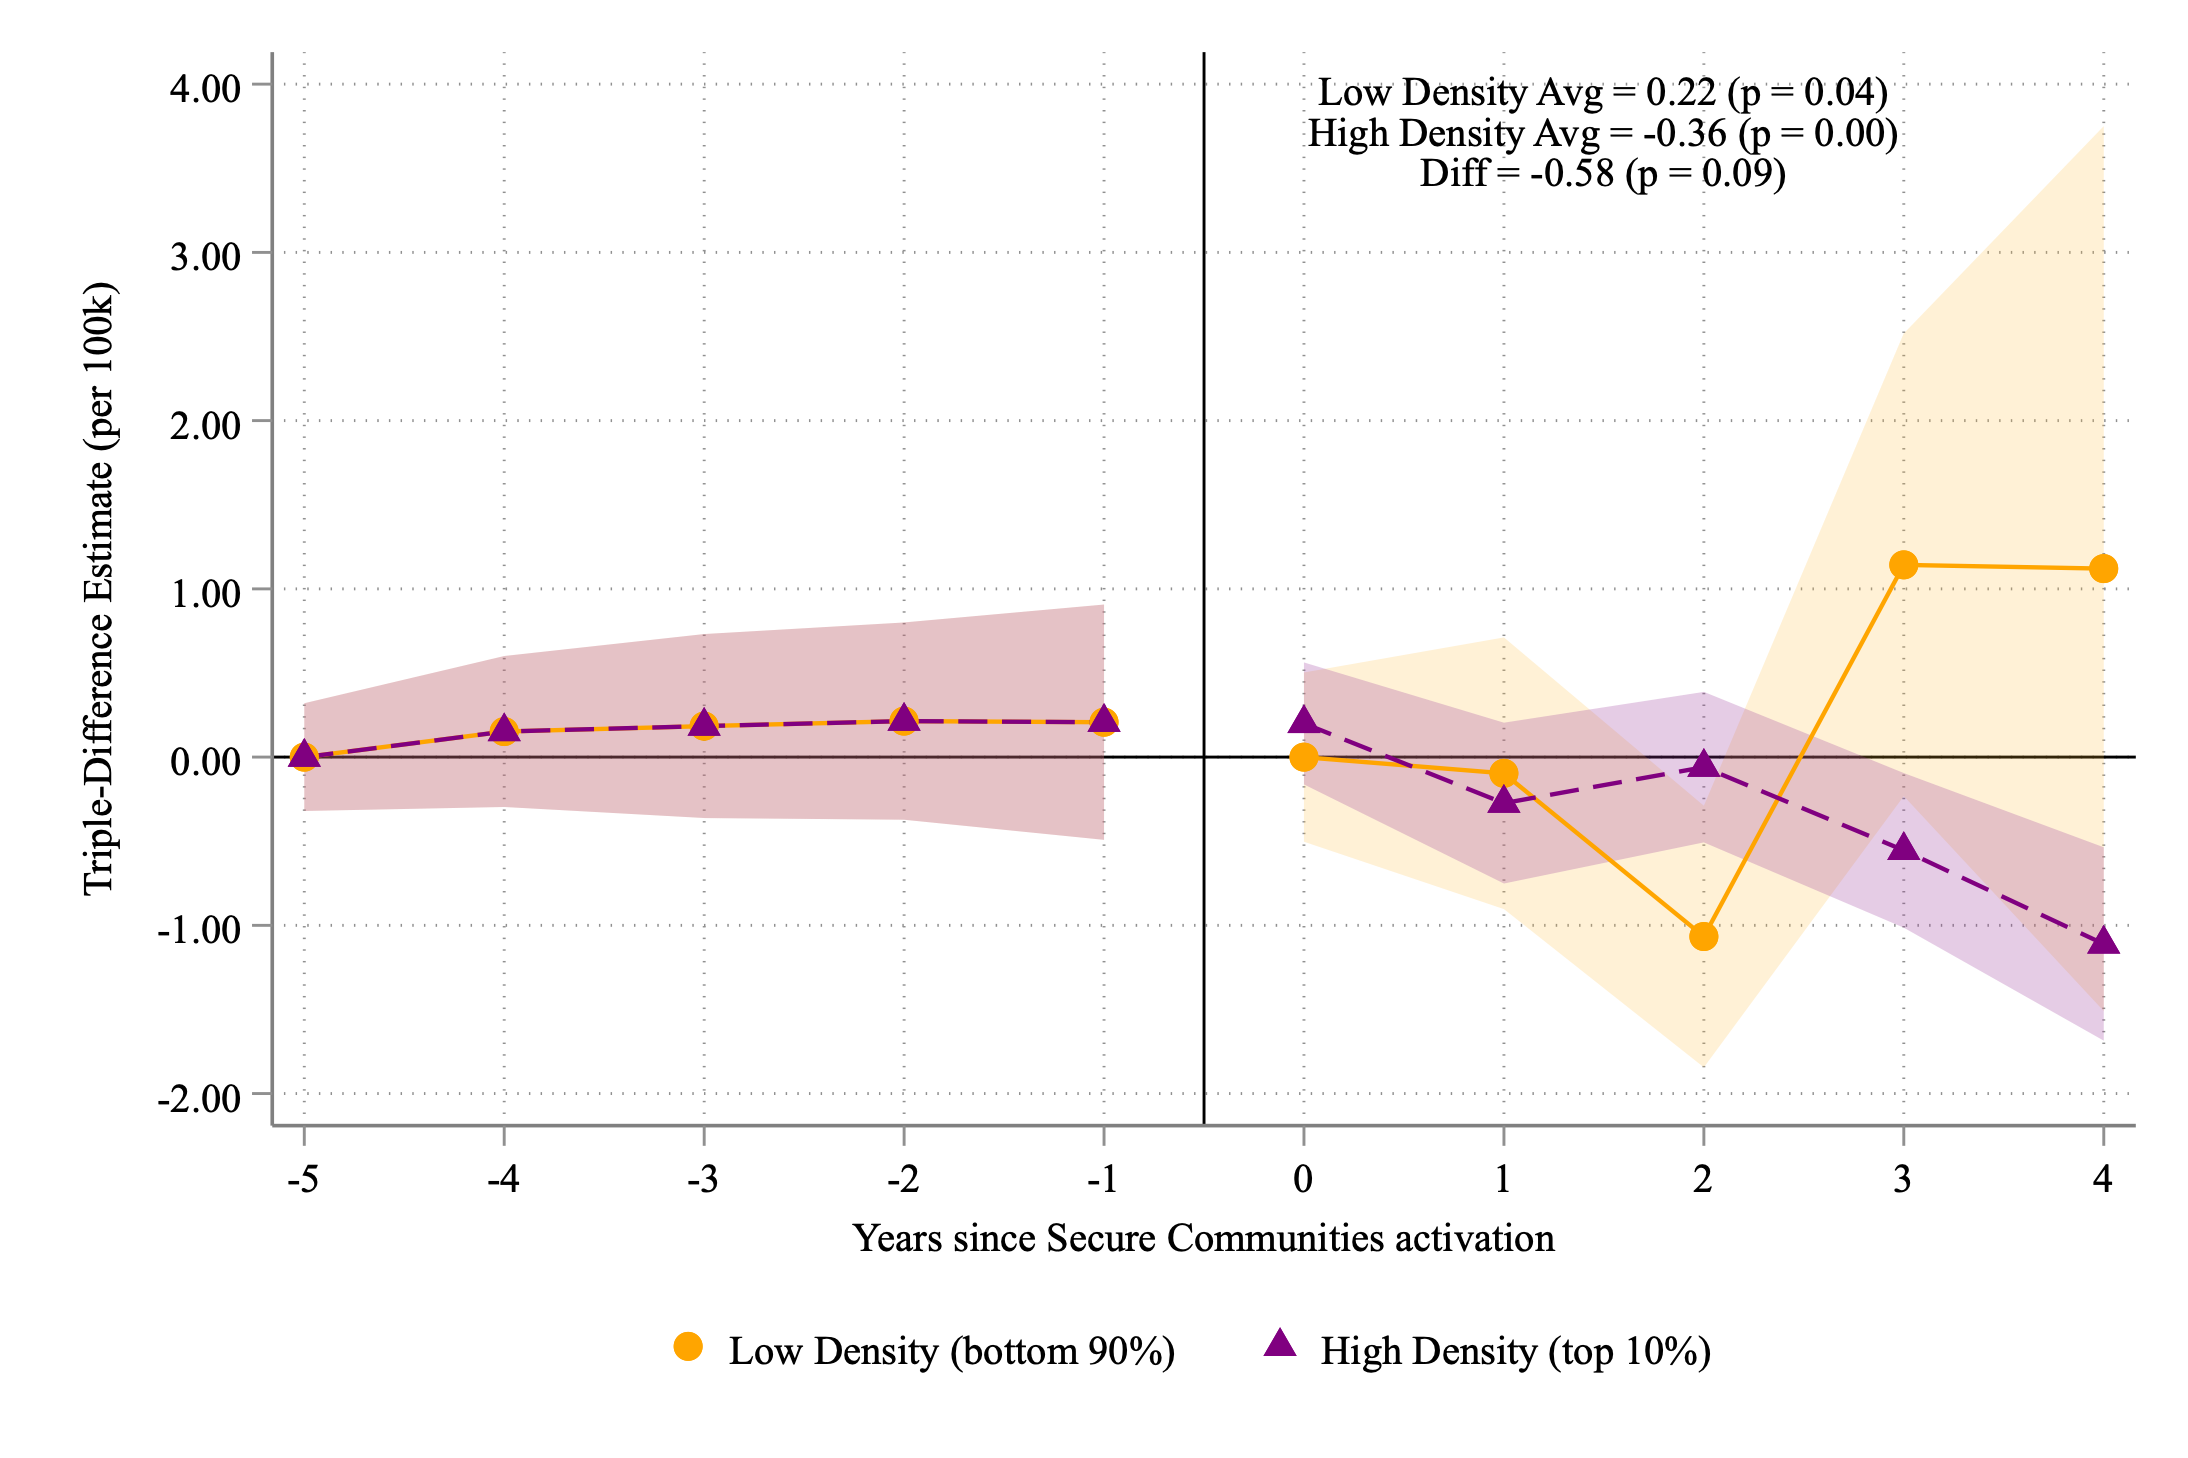 Low Density Avg = 0.22 (p = 0.04)
High Density Avg = -0.36 (p = 0.00)
Diff = -0.58 (p = 0.09)
Triple-Difference Estimate (per 100k)
4.00
3.00
2.00
1.00
0.00
-1.00
-2.00
-5 -4 -3 -2 -1 0 1 2 3 4
Years since Secure Communities activation
Low Density (bottom 90%) High Density (top 10%)